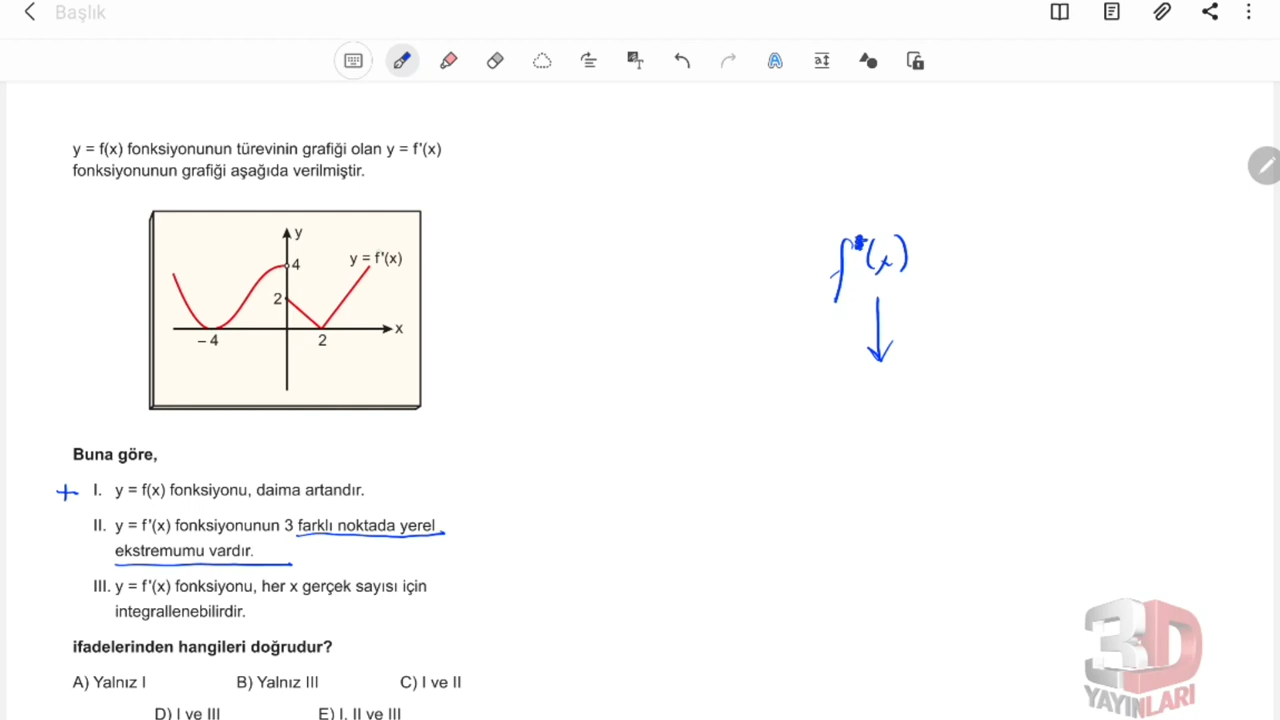 Başlık
y = f(x) fonksiyonunun türevinin grafiği olan y = f'(x)
fonksiyonunun grafiği aşağıda verilmiştir.
y
4
y = f'(x)
2
x
– 4
2
f'(x)
Buna göre,
+ I. y = f(x) fonksiyonu, daima artandır.
II. y = f'(x) fonksiyonunun 3 farklı noktada yerel
ekstremumu vardır.
III. y = f'(x) fonksiyonu, her x gerçek sayısı için
integrallenebilirdir.
ifadelerinden hangileri doğrudur?
A) Yalnız I B) Yalnız III C) I ve II
D) I ve III E) I, II ve III
3D
YAYINLARI